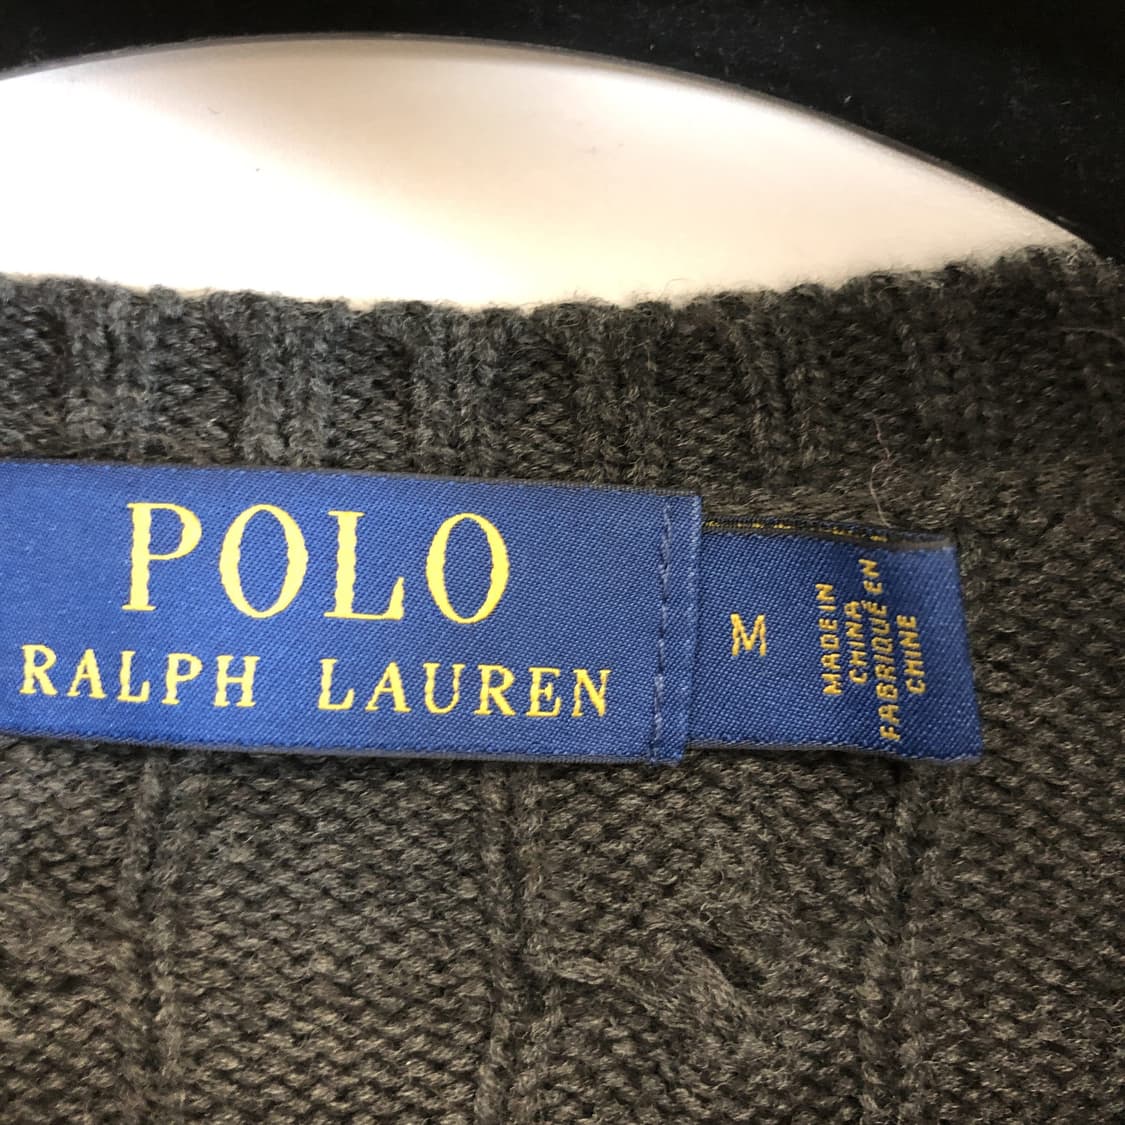 POLO
RALPH LAUREN
M
MADE IN
CHINA
FABRIQUÉ EN
CHINE